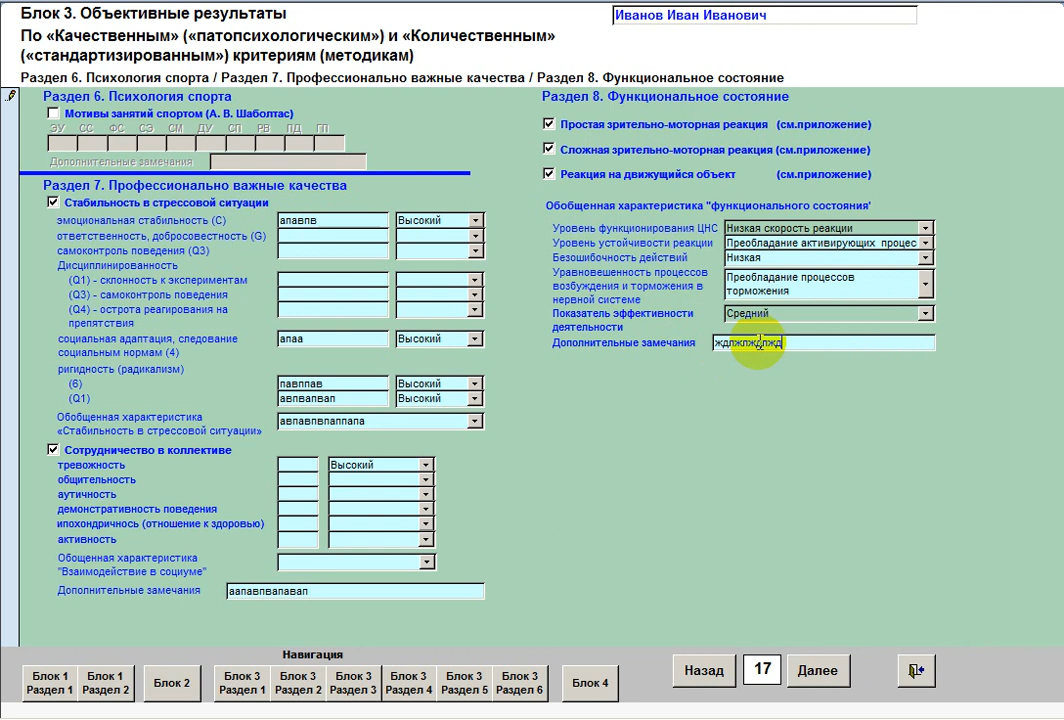 Блок 3. Объективные результаты
Иванов Иван Иванович
По «Качественным» («патопсихологическим») и «Количественным»
(«стандартизированным») критериям (методикам)
Раздел 6. Психология спорта / Раздел 7. Профессионально важные качества / Раздел 8. Функциональное состояние
Раздел 6. Психология спорта
Мотивы занятий спортом (А. В. Шаболтас)
ЭУ СС ФС СЭ СМ ДУ СП РВ ПД ГП
Дополнительные замечания
Раздел 7. Профессионально важные качества
Стабильность в стрессовой ситуации
эмоциональная стабильность (C) апавпв Высокий
ответственность, добросовестность (G)
самоконтроль поведения (Q3)
Дисциплинированность
(Q1) - склонность к экспериментам
(Q3) - самоконтроль поведения
(Q4) - острота реагирования на
препятствия
социальная адаптация, следование
социальным нормам (4) апаа Высокий
ригидность (радикализм)
(6) павппав Высокий
(Q1) авпвапвап Высокий
Обобщенная характеристика
«Стабильность в стрессовой ситуации» авпавпвпаппапа
Сотрудничество в коллективе
тревожность Высокий
общительность
аутичность
демонстративность поведения
ипохондричнось (отношение к здоровью)
активность
Обощенная характеристика
"Взаимодействие в социуме"
Дополнительные замечания аапавпвапавап
Раздел 8. Функциональное состояние
Простая зрительно-моторная реакция (см.приложение)
Сложная зрительно-моторная реакция (см.приложение)
Реакция на движущийся объект (см.приложение)
Обобщенная характеристика "функционального состояния'
Уровень функционирования ЦНС Низкая скорость реакции
Уровень устойчивости реакции Преобладание активирующих процес
Безошибочность действий Низкая
Уравновешенность процессов
возбуждения и торможения в
нервной системе
Преобладание процессов
торможения
Показатель эффективности
деятельности Средний
Дополнительные замечания
Навигация
Блок 1
Раздел 1
Блок 1
Раздел 2
Блок 2
Блок 3
Раздел 1
Блок 3
Раздел 2
Блок 3
Раздел 3
Блок 3
Раздел 4
Блок 3
Раздел 5
Блок 3
Раздел 6
Блок 4
Назад 17 Далее